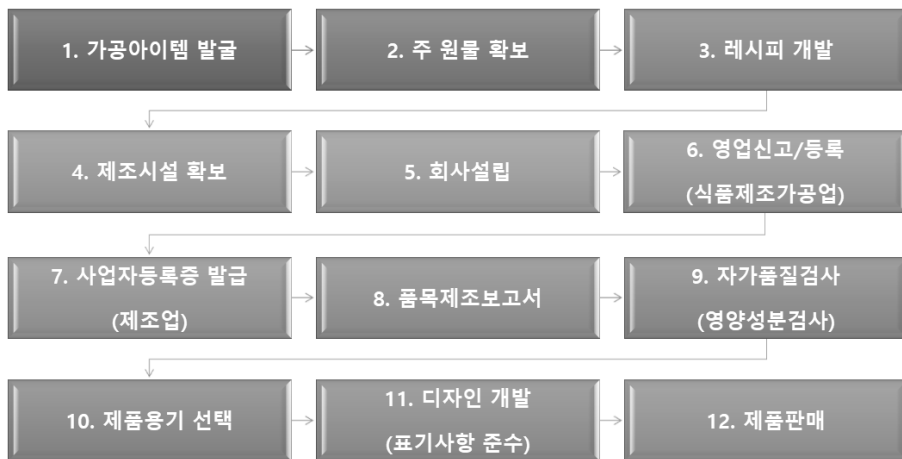 1. 가공아이템 발굴
2. 주 원물 확보
3. 레시피 개발
4. 제조시설 확보
5. 회사설립
6. 영업신고/등록
(식품제조가공업)
7. 사업자등록증 발급
(제조업)
8. 품목제조보고서
9. 자가품질검사
(영양성분검사)
10. 제품용기 선택
11. 디자인 개발
(표기사항 준수)
12. 제품판매